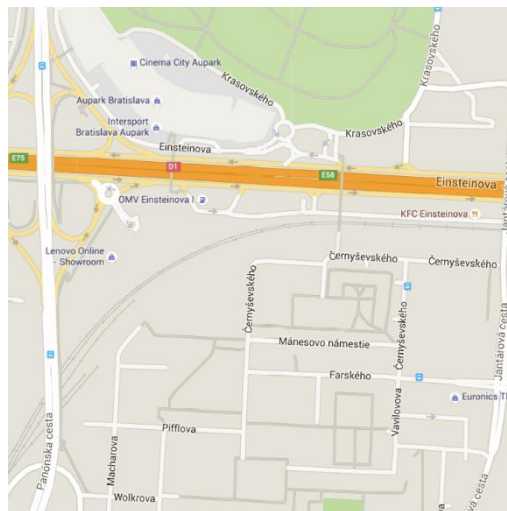 Cinema City Aupark
Krasovského
Krasovského
Aupark Bratislava
Intersport
Bratislava Aupark
Krasovského
Einsteinova
E75
D1
E58
Einsteinova
OMV Einsteinova I
KFC Einsteinova
Jantárová cesta
Lenovo Online
- Showroom
Černyševského
Černyševského
Černyševského
Černyševského
Mánesovo námestie
Farského
Jantárová cesta
Euronics
Vavilovova
Pifflova
Macharova
Panónska cesta
Wolkrova